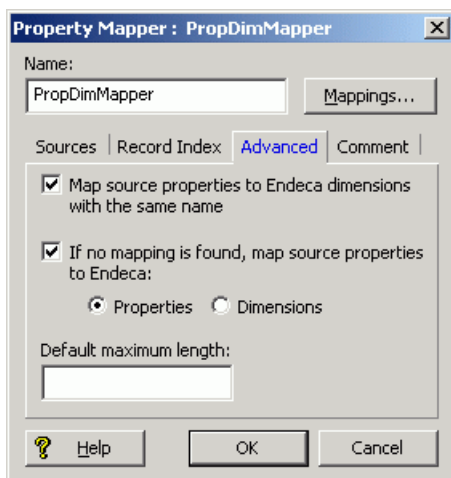 Property Mapper : PropDimMapper
Name:
PropDimMapper
Mappings...
Sources Record Index Advanced Comment
Map source properties to Endeca dimensions
with the same name
If no mapping is found, map source properties
to Endeca:
Properties Dimensions
Default maximum length:
Help OK Cancel